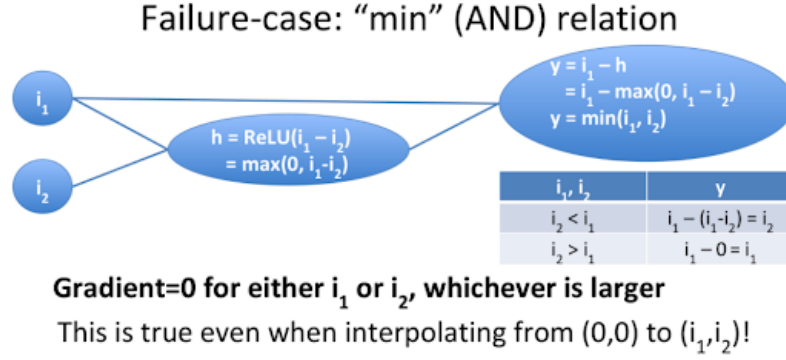 Failure-case: “min” (AND) relation
i₁
i₂
h = ReLU(i₁ – i₂)
= max(0, i₁-i₂)
y = i₁ – h
= i₁ – max(0, i₁ – i₂)
y = min(i₁, i₂)
i₁, i₂ y
i₂ < i₁ i₁ – (i₁-i₂) = i₂
i₂ > i₁ i₁ – 0 = i₁
Gradient=0 for either i₁ or i₂, whichever is larger
This is true even when interpolating from (0,0) to (i₁,i₂)!